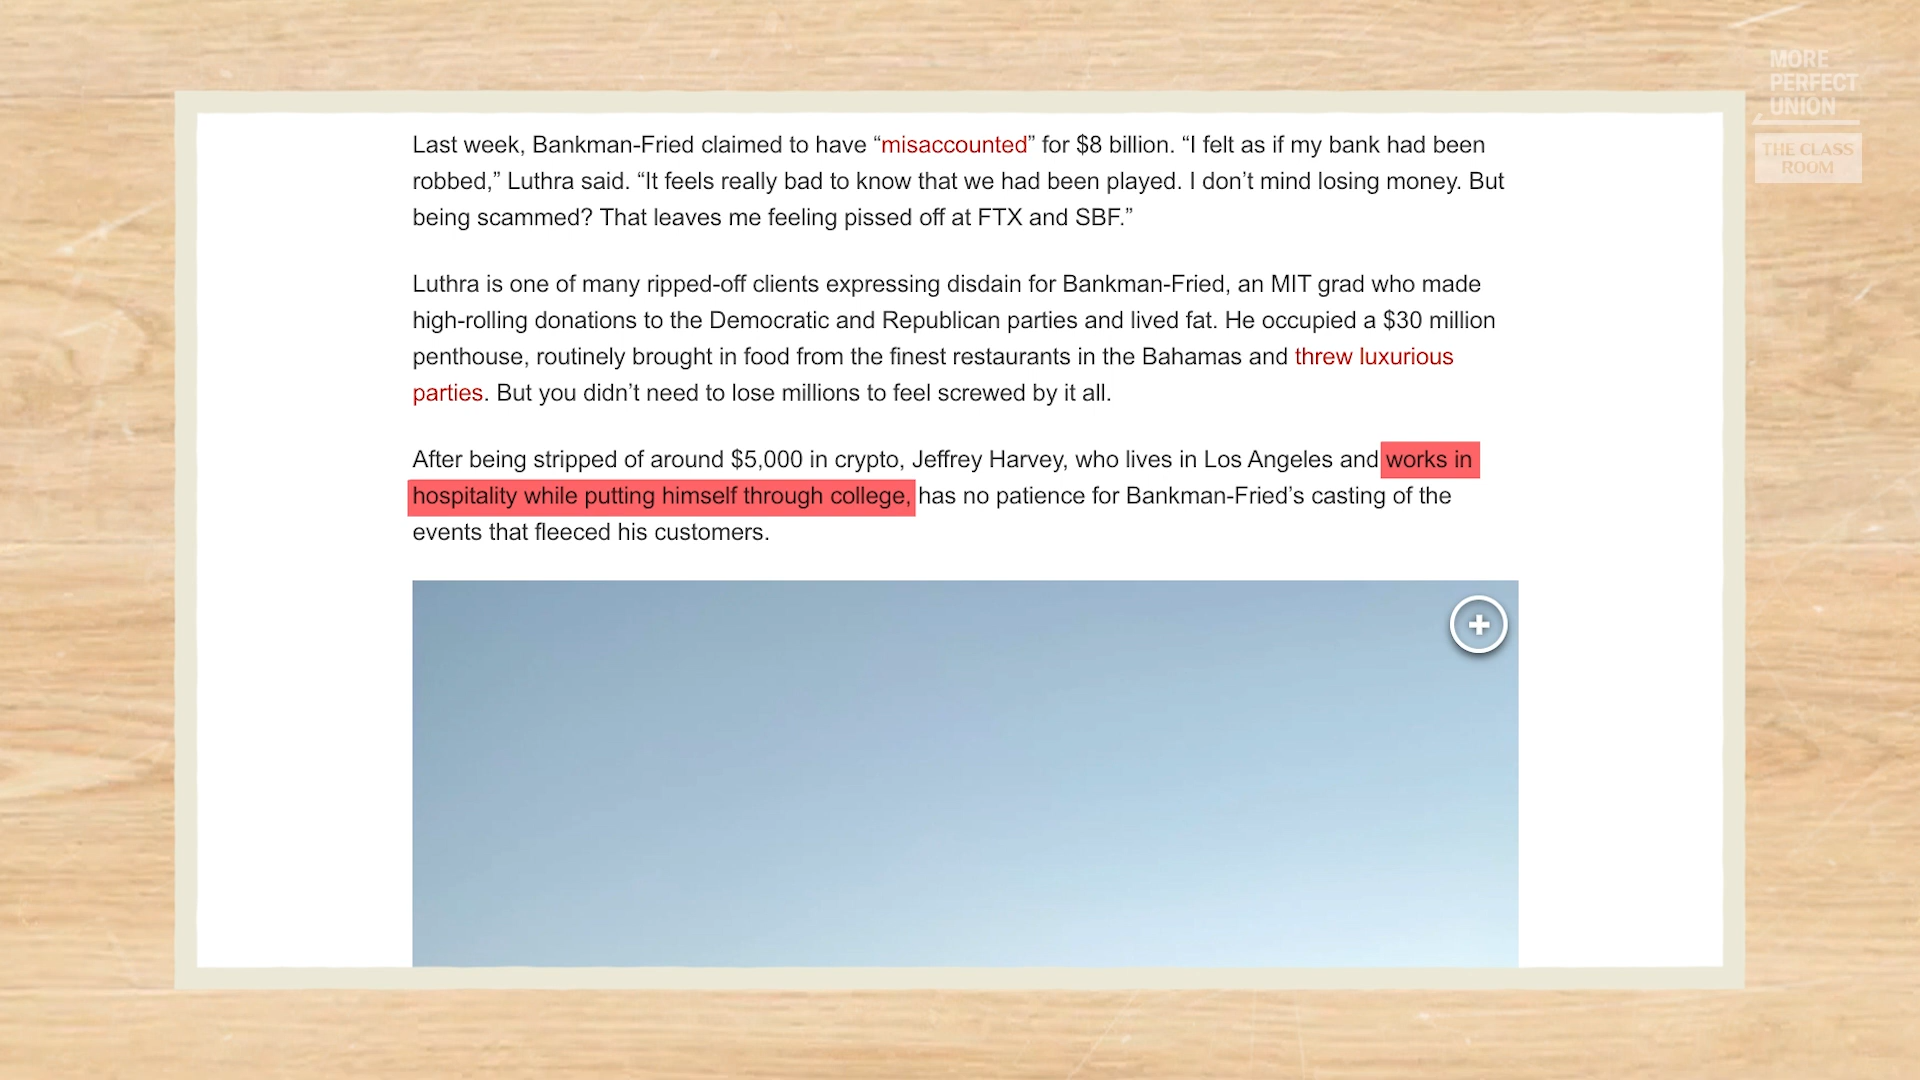 MORE
PERFECT
UNION
THE CLASS
ROOM
Last week, Bankman-Fried claimed to have “misaccounted” for $8 billion. “I felt as if my bank had been
robbed,” Luthra said. “It feels really bad to know that we had been played. I don’t mind losing money. But
being scammed? That leaves me feeling pissed off at FTX and SBF.”
Luthra is one of many ripped-off clients expressing disdain for Bankman-Fried, an MIT grad who made
high-rolling donations to the Democratic and Republican parties and lived fat. He occupied a $30 million
penthouse, routinely brought in food from the finest restaurants in the Bahamas and threw luxurious
parties. But you didn’t need to lose millions to feel screwed by it all.
After being stripped of around $5,000 in crypto, Jeffrey Harvey, who lives in Los Angeles and works in
hospitality while putting himself through college, has no patience for Bankman-Fried’s casting of the
events that fleeced his customers.